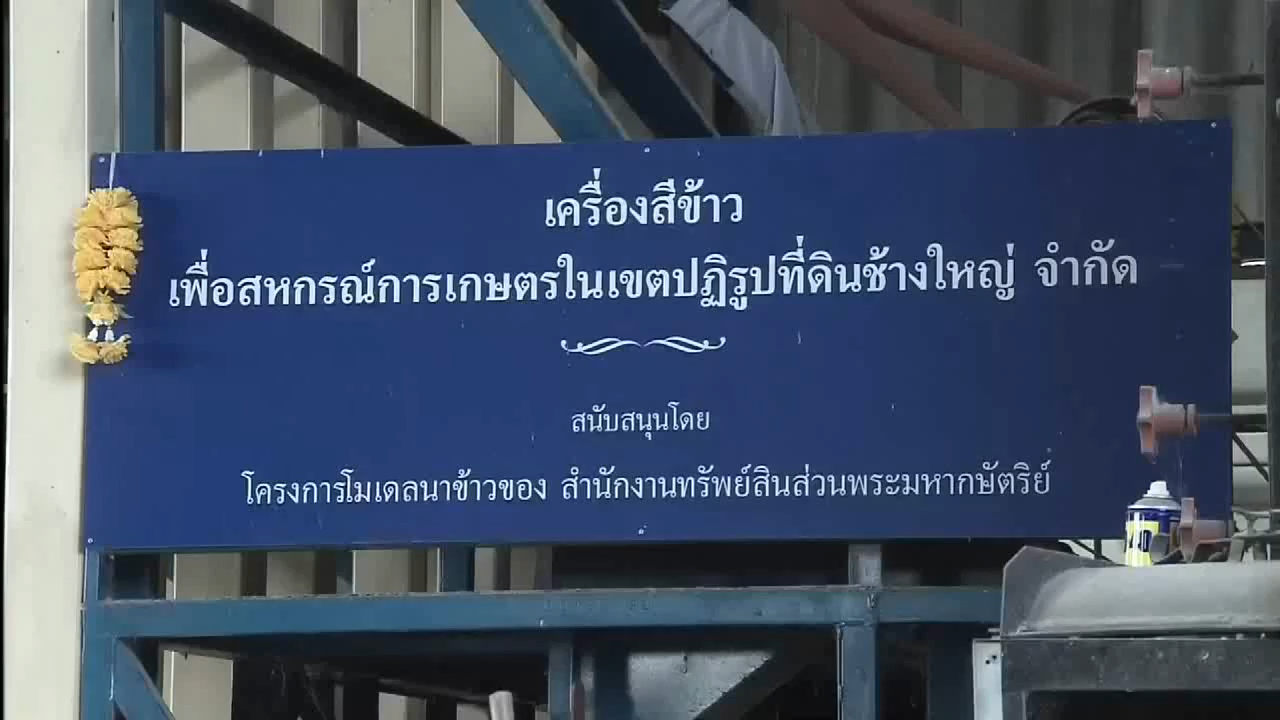 เครื่องสีข้าว
เพื่อสหกรณ์การเกษตรในเขตปฏิรูปที่ดินช้างใหญ่ จำกัด
สนับสนุนโดย
โครงการโมเดลนาข้าวของ สำนักงานทรัพย์สินส่วนพระมหากษัตริย์